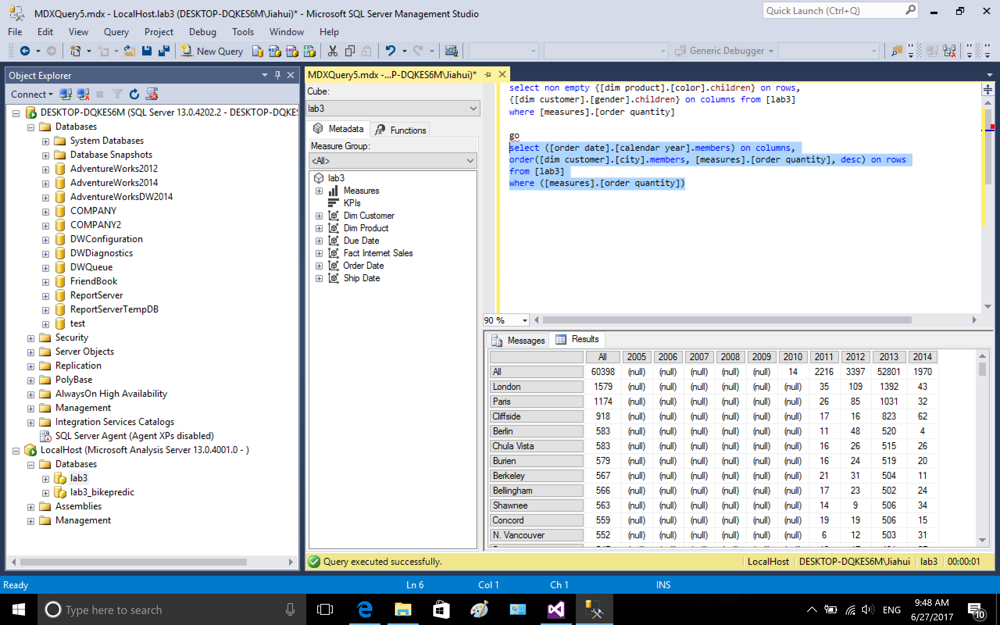 MDXQuery5.mdx - LocalHost.lab3 (DESKTOP-DQKES6M\Jiahui)* - Microsoft SQL Server Management Studio
Quick Launch (Ctrl+Q)
File Edit View Query Project Debug Tools Window Help
New Query
Generic Debugger
Object Explorer
Connect
DESKTOP-DQKES6M (SQL Server 13.0.4202.2 - DESKTOP-DQKE
Databases
System Databases
Database Snapshots
AdventureWorks2012
AdventureWorks2014
AdventureWorksDW2014
COMPANY
COMPANY2
DWConfiguration
DWDiagnostics
DWQueue
FriendBook
ReportServer
ReportServerTempDB
test
Security
Server Objects
Replication
PolyBase
AlwaysOn High Availability
Management
Integration Services Catalogs
SQL Server Agent (Agent XPs disabled)
LocalHost (Microsoft Analysis Server 13.0.4001.0 - )
Databases
lab3
lab3_bikepredic
Assemblies
Management
MDXQuery5.mdx -...P-DQKES6M\Jiahui)*
Cube:
lab3
Metadata
Functions
Measure Group:
<All>
lab3
Measures
KPIs
Dim Customer
Dim Product
Due Date
Fact Internet Sales
Order Date
Ship Date
select non empty {[dim product].[color].children} on rows,
{[dim customer].[gender].children} on columns from [lab3]
where [measures].[order quantity]
go
select ([order date].[calendar year].members) on columns,
order([dim customer].[city].members, [measures].[order quantity], desc) on rows
from [lab3]
where ([measures].[order quantity])
90 %
Messages
Results
All 2005 2006 2007 2008 2009 2010 2011 2012 2013 2014
All 60398 (null) (null) (null) (null) (null) 14 2216 3397 52801 1970
London 1579 (null) (null) (null) (null) (null) (null) 35 109 1392 43
Paris 1174 (null) (null) (null) (null) (null) (null) 26 85 1031 32
Cliffside 918 (null) (null) (null) (null) (null) (null) 17 16 823 62
Berlin 583 (null) (null) (null) (null) (null) (null) 11 48 520 4
Chula Vista 583 (null) (null) (null) (null) (null) (null) 16 26 515 26
Burien 579 (null) (null) (null) (null) (null) (null) 16 24 519 20
Berkeley 567 (null) (null) (null) (null) (null) (null) 21 31 504 11
Bellingham 566 (null) (null) (null) (null) (null) (null) 17 23 502 24
Shawnee 563 (null) (null) (null) (null) (null) (null) 14 9 506 34
Concord 559 (null) (null) (null) (null) (null) (null) 19 19 506 15
N. Vancouver 552 (null) (null) (null) (null) (null) (null) 6 12 503 31
Query executed successfully.
LocalHost DESKTOP-DQKES6M\Jiahui lab3 00:00:01
Ready Ln 6 Col 1 Ch 1 INS
Type here to search
ENG
9:48 AM
6/27/2017
10